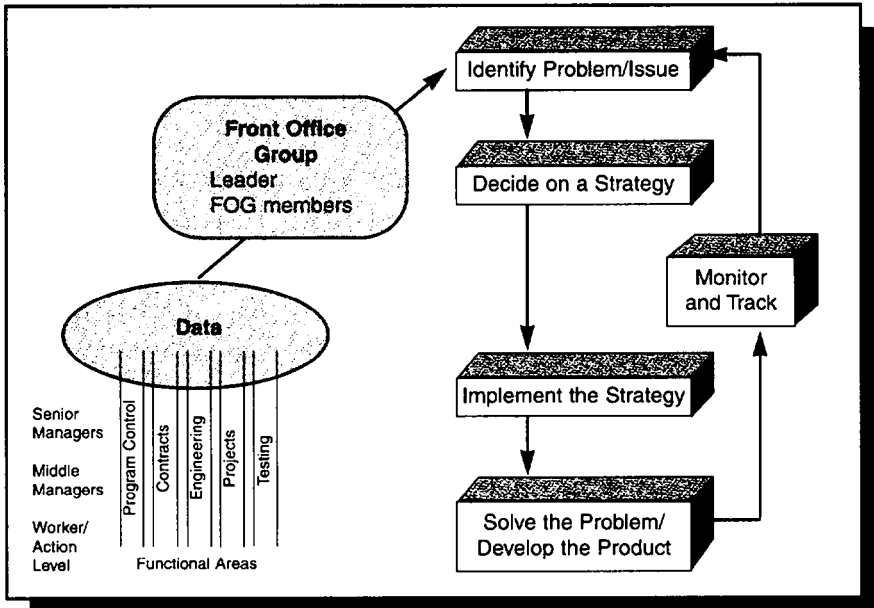 Identify Problem/Issue
Front Office
Group
Leader
FOG members
Decide on a Strategy
Monitor
and Track
Data
Implement the Strategy
Senior
Managers
Middle
Managers
Worker/
Action
Level
Program Control
Contracts
Engineering
Projects
Testing
Functional Areas
Solve the Problem/
Develop the Product